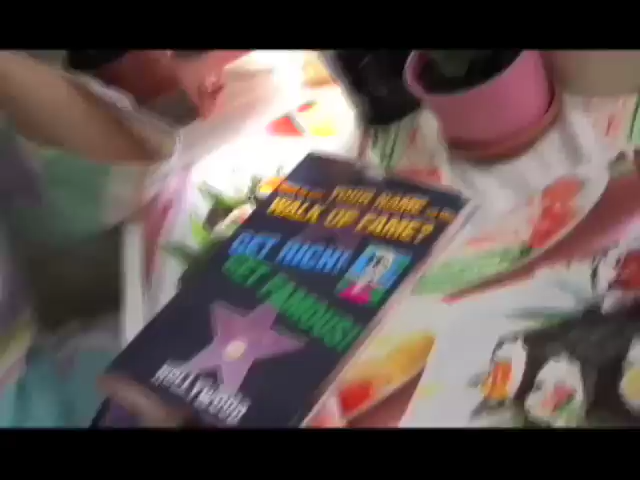 YOUR NAME
WALK OF FAME?
GET RICH!
GET FAMOUS!
HOLLYWOOD